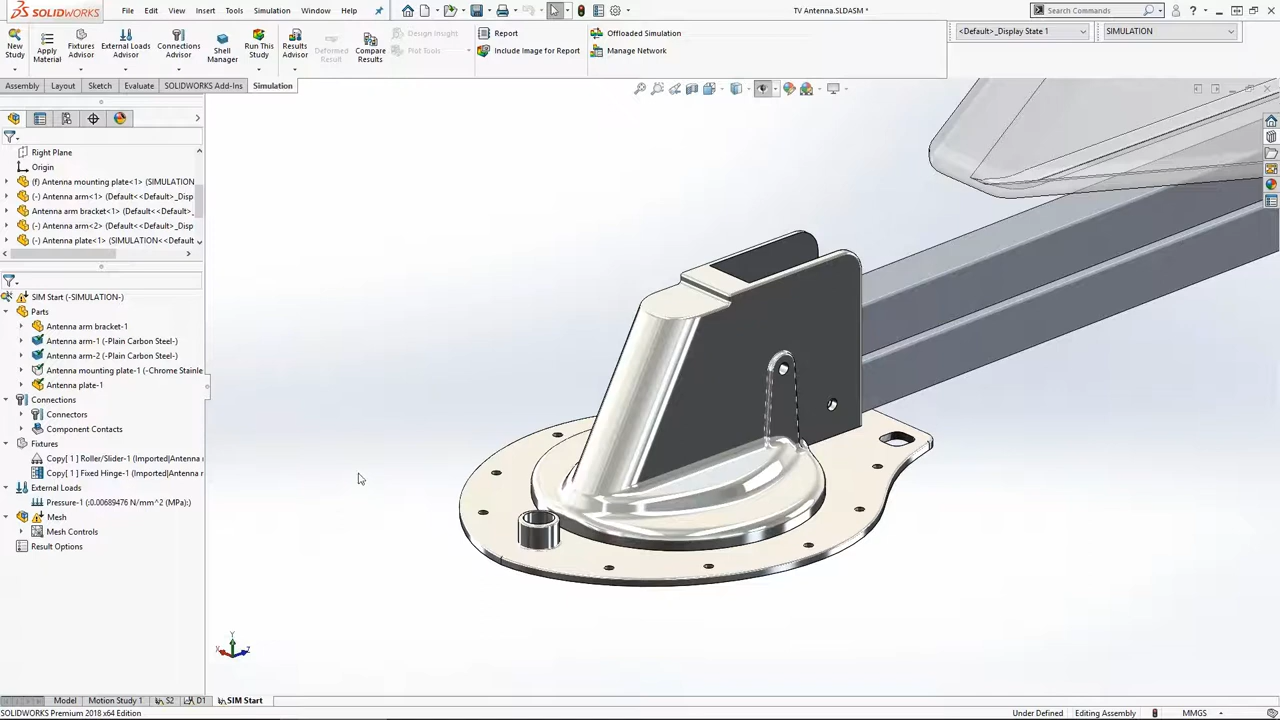 SOLIDWORKS File Edit View Insert Tools Simulation Window Help TV Antenna.SLDASM * Search Commands
New Study
Apply Material
Fixtures Advisor
External Loads Advisor
Connections Advisor
Shell Manager
Run This Study
Results Advisor
Deformed Result
Compare Results
Design Insight
Plot Tools
Report
Include Image for Report
Offloaded Simulation
Manage Network
<Default>_Display State 1
SIMULATION
Assembly Layout Sketch Evaluate SOLIDWORKS Add-Ins Simulation
Right Plane
Origin
(f) Antenna mounting plate<1> (SIMULATION
(-) Antenna arm<1> (Default<<Default>_Disp
Antenna arm bracket<1> (Default<<Default>_
(-) Antenna arm<2> (Default<<Default>_Disp
(-) Antenna plate<1> (SIMULATION<<Default
SIM Start (-SIMULATION-)
Parts
Antenna arm bracket-1
Antenna arm-1 (-Plain Carbon Steel-)
Antenna arm-2 (-Plain Carbon Steel-)
Antenna mounting plate-1 (-Chrome Stainle
Antenna plate-1
Connections
Connectors
Component Contacts
Fixtures
Copy[ 1 ] Roller/Slider-1 (Imported|Antenna
Copy[ 1 ] Fixed Hinge-1 (Imported|Antenna r
External Loads
Pressure-1 (:0.00689476 N/mm^2 (MPa):)
Mesh
Mesh Controls
Result Options
Y
X
Z
Model Motion Study 1 S2 D1 SIM Start
SOLIDWORKS Premium 2018 x64 Edition Under Defined Editing Assembly MMGS